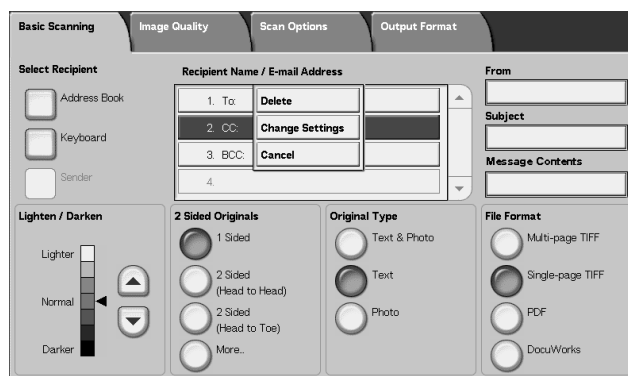 Basic Scanning
Image Quality
Scan Options
Output Format
Select Recipient
Recipient Name / E-mail Address
From
Address Book
1. To:
Delete
Subject
Keyboard
2. CC:
Change Settings
3. BCC:
Cancel
Message Contents
Sender
4.
Lighten / Darken
2 Sided Originals
Original Type
File Format
Lighter
1 Sided
Text & Photo
Multi-page TIFF
Normal
2 Sided
(Head to Head)
Text
Single-page TIFF
2 Sided
(Head to Toe)
Photo
PDF
Darker
More..
DocuWorks